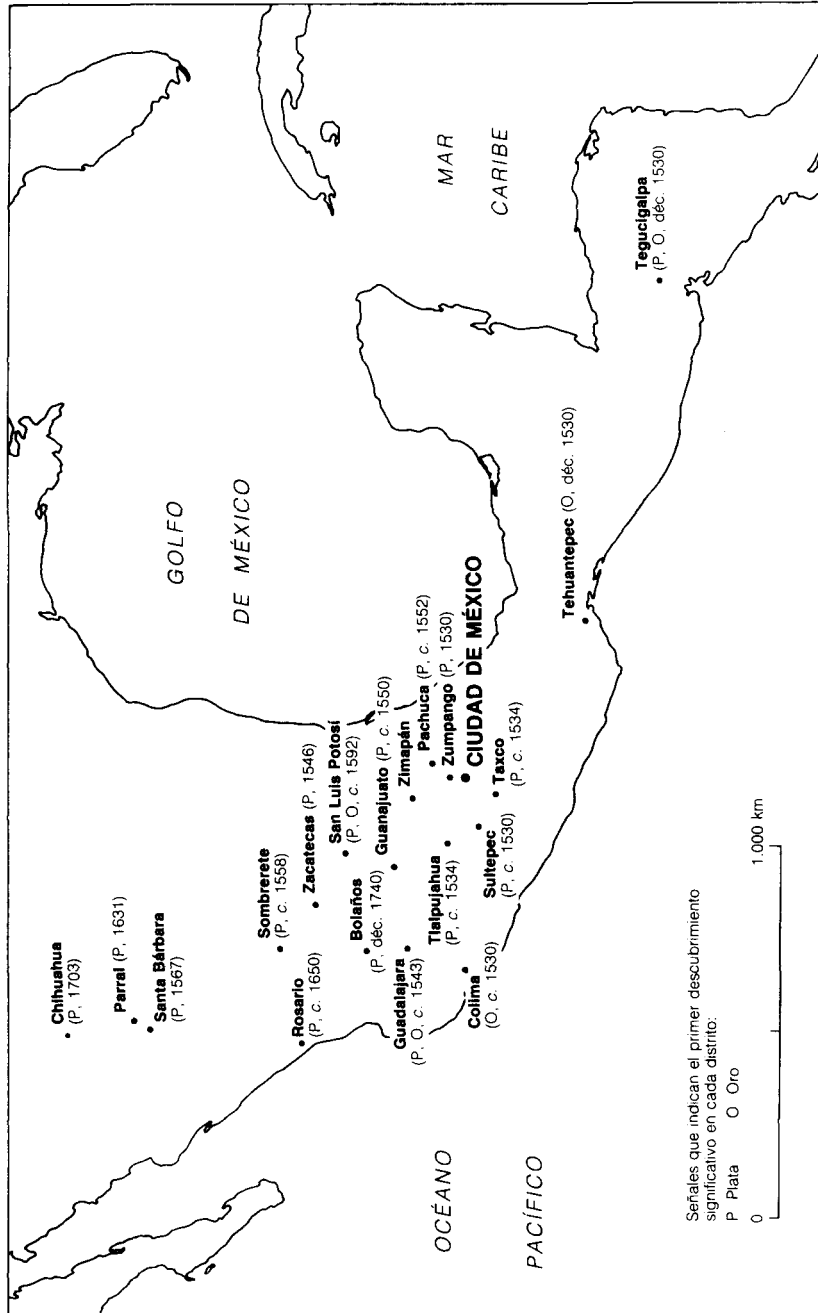 Chihuahua
(P, 1703)
Parral (P, 1631)
Santa Bárbara
(P, 1567)
GOLFO
DE MÉXICO
Sombrerete
(P, c. 1558)
Rosario
(P, c. 1650)
Zacatecas (P, 1546)
San Luis Potosí
(P, O, c. 1592)
Bolaños
(P, déc. 1740)
Guanajuato (P, c. 1550)
Guadalajara
(P, O, c. 1543)
Zimapán
Pachuca (P, c. 1552)
Zumpango (P, 1530)
CIUDAD DE MÉXICO
Tlalpujahua
(P, c. 1534)
Colima
(O, c. 1530)
Sultepec
(P, c. 1530)
Taxco
(P, c. 1534)
MAR
CARIBE
Tehuantepec (O, déc. 1530)
Tegucigalpa
(P, O, déc. 1530)
OCÉANO
PACÍFICO
Señales que indican el primer descubrimiento
significativo en cada distrito:
P Plata O Oro
0 1.000 km